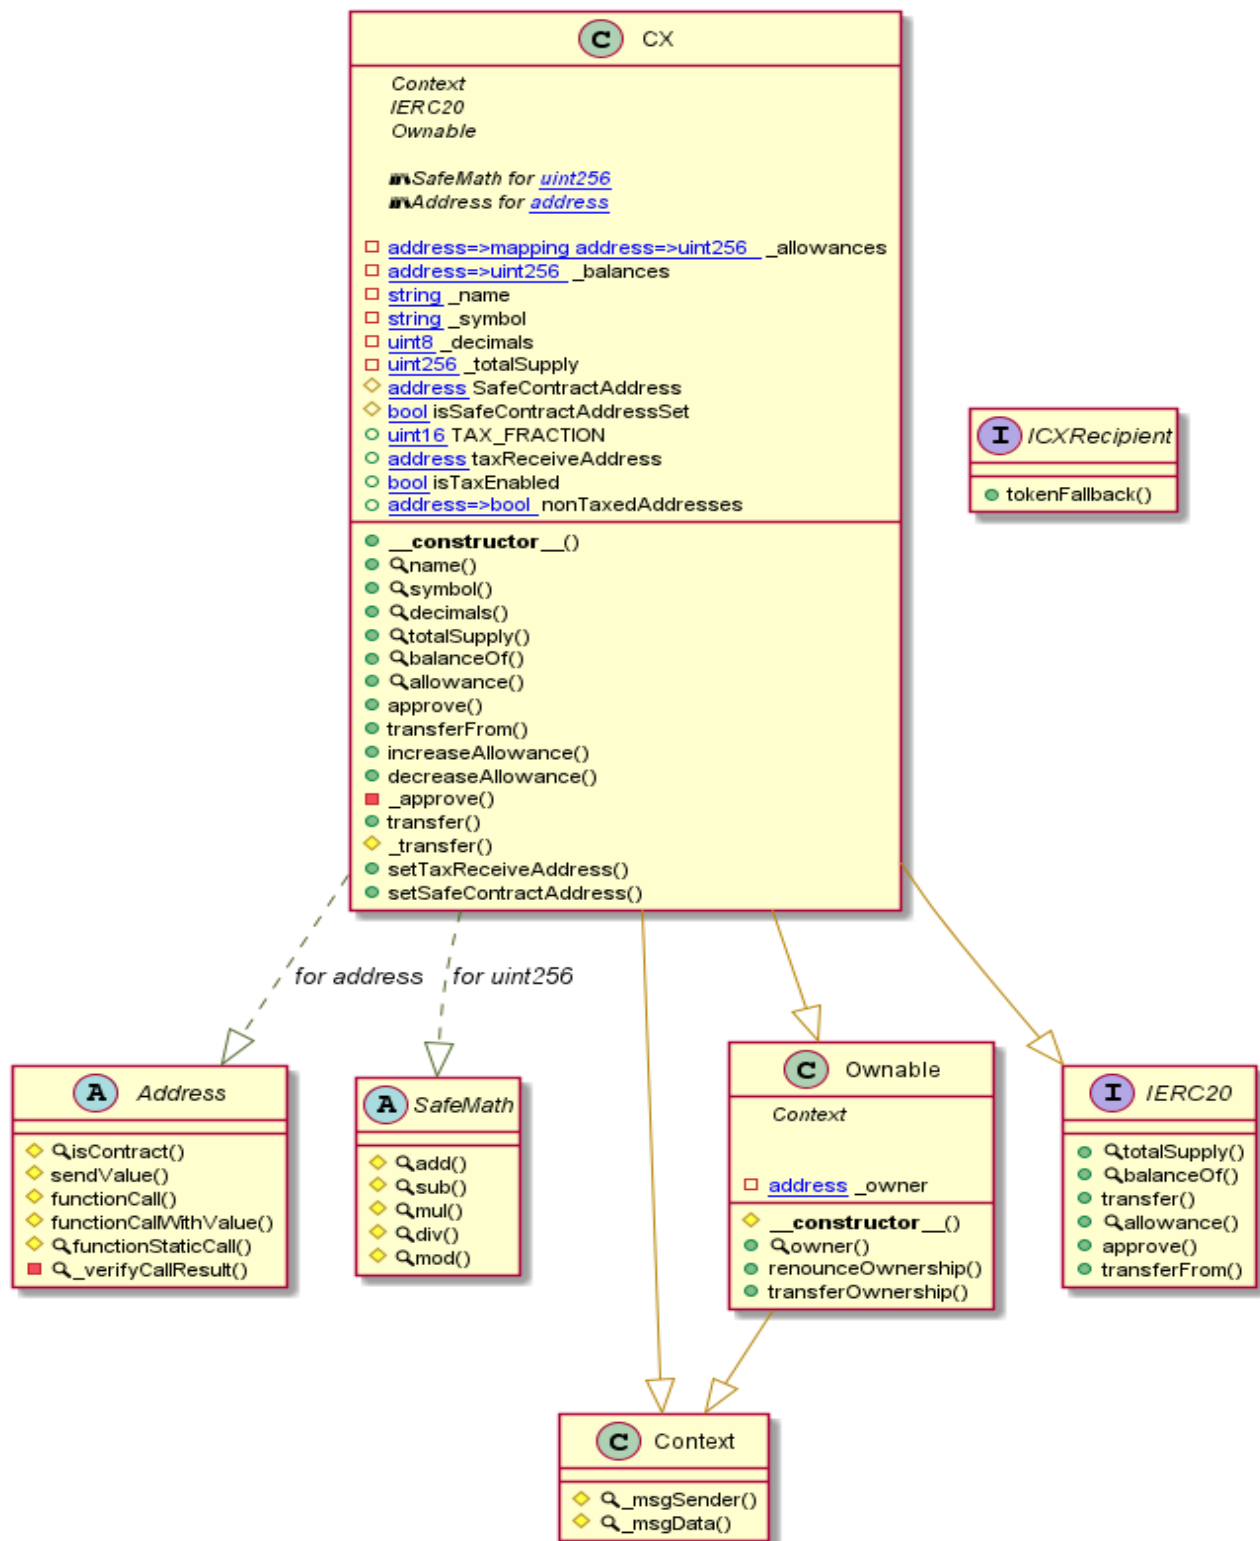 C CX
Context
IERC20
Ownable
SafeMath for uint256
Address for address
address=>mapping address=>uint256 _allowances
address=>uint256 _balances
string _name
string _symbol
uint8 _decimals
uint256 _totalSupply
address SafeContractAddress
bool isSafeContractAddressSet
uint16 TAX_FRACTION
address taxReceiveAddress
bool isTaxEnabled
address=>bool nonTaxedAddresses
__constructor__()
name()
symbol()
decimals()
totalSupply()
balanceOf()
allowance()
approve()
transferFrom()
increaseAllowance()
decreaseAllowance()
_approve()
transfer()
_transfer()
setTaxReceiveAddress()
setSafeContractAddress()
I ICXRecipient
tokenFallback()
for address
for uint256
A Address
isContract()
sendValue()
functionCall()
functionCallWithValue()
functionStaticCall()
_verifyCallResult()
A SafeMath
add()
sub()
mul()
div()
mod()
C Ownable
Context
address _owner
__constructor__()
owner()
renounceOwnership()
transferOwnership()
I IERC20
totalSupply()
balanceOf()
transfer()
allowance()
approve()
transferFrom()
C Context
_msgSender()
_msgData()